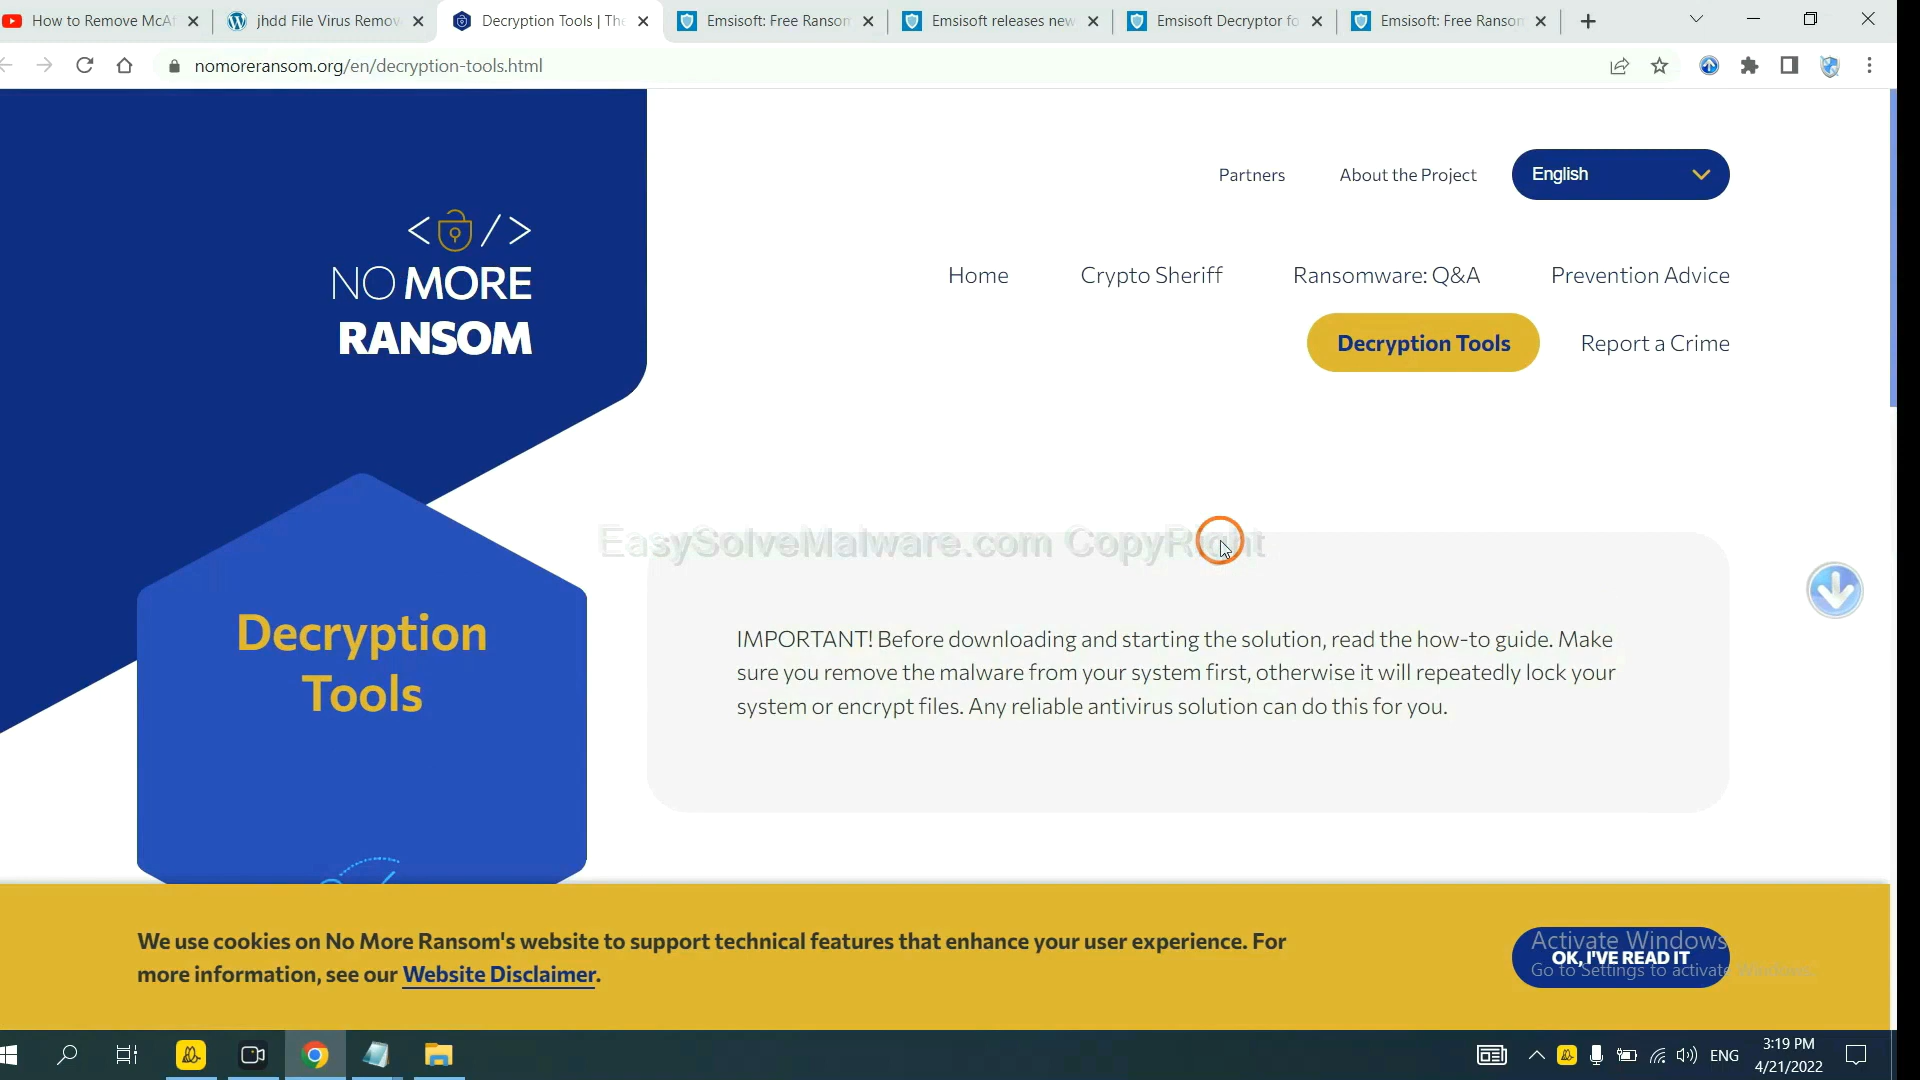 How to Remove McAf
jhdd File Virus Remov
Decryption Tools | The
Emsisoft: Free Ransom
Emsisoft releases new
Emsisoft Decryptor fo
Emsisoft: Free Ransom
nomoreransom.org/en/decryption-tools.html
Partners
About the Project
English
NO MORE
RANSOM
Home
Crypto Sheriff
Ransomware: Q&A
Prevention Advice
Decryption Tools
Report a Crime
EasySolveMalware.com CopyRight
Decryption
Tools
IMPORTANT! Before downloading and starting the solution, read the how-to guide. Make
sure you remove the malware from your system first, otherwise it will repeatedly lock your
system or encrypt files. Any reliable antivirus solution can do this for you.
We use cookies on No More Ransom's website to support technical features that enhance your user experience. For
more information, see our Website Disclaimer.
Activate Windows
OK, I'VE READ IT
Go to Settings to activate Windows.
ENG
3:19 PM
4/21/2022